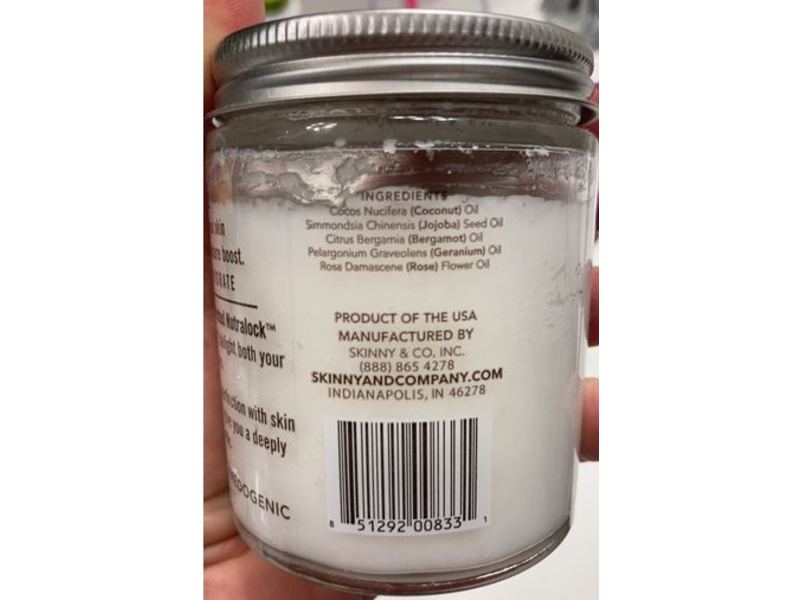 INGREDIENTS
Cocos Nucifera (Coconut) Oil
Simmondsia Chinensis (Jojoba) Seed Oil
Citrus Bergamia (Bergamot) Oil
Pelargonium Graveolens (Geranium) Oil
Rosa Damascene (Rose) Flower Oil
PRODUCT OF THE USA
MANUFACTURED BY
SKINNY & CO, INC.
(888) 865 4278
SKINNYANDCOMPANY.COM
INDIANAPOLIS, IN 46278
8 51292 00833 1
skin
boost.
Nutralock™
both your
with skin
you a deeply